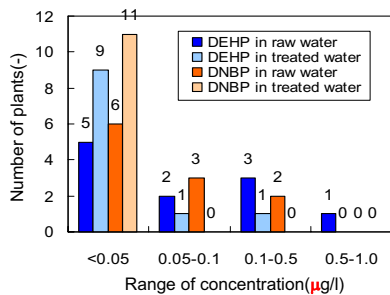 12
10
8
6
4
2
0
Number of plants(-)
DEHP in raw water
DEHP in treated water
DNBP in raw water
DNBP in treated water
5 9 6 11
2 1 3 0
3 1 2 0
1 0 0 0
<0.05 0.05-0.1 0.1-0.5 0.5-1.0
Range of concentration(μg/l)